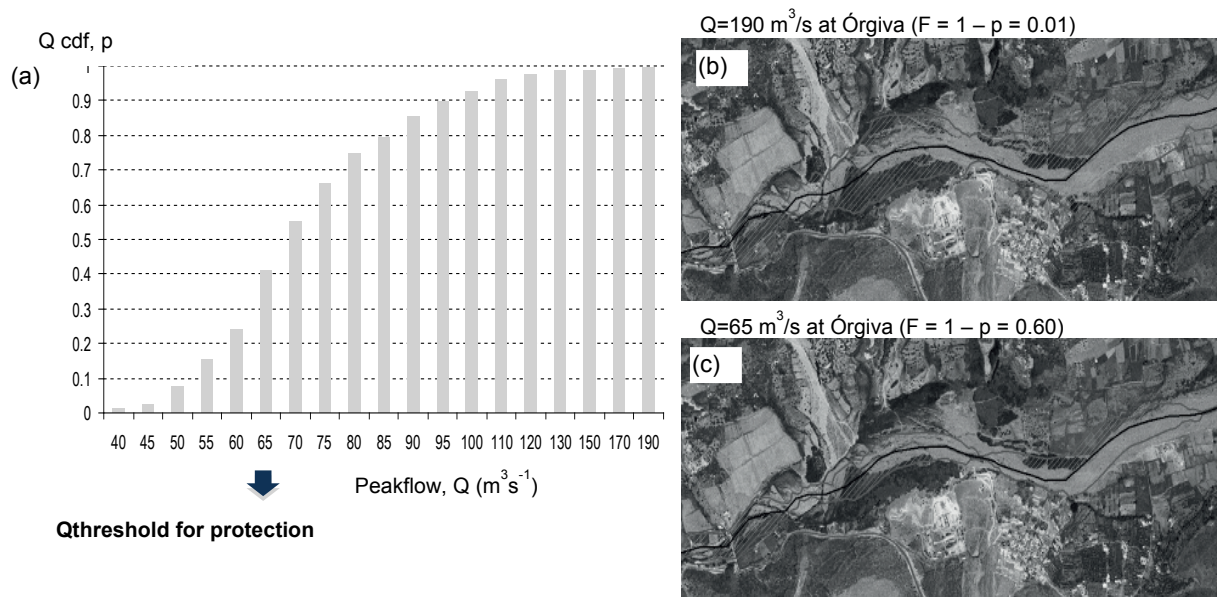 Q cdf, p
(a)
1
0.9
0.8
0.7
0.6
0.5
0.4
0.3
0.2
0.1
0
40 45 50 55 60 65 70 75 80 85 90 95 100 110 120 130 150 170 190
Peakflow, Q (m³s⁻¹)
Qthreshold for protection
Q=190 m³/s at Órgiva (F = 1 – p = 0.01)
(b)
Q=65 m³/s at Órgiva (F = 1 – p = 0.60)
(c)